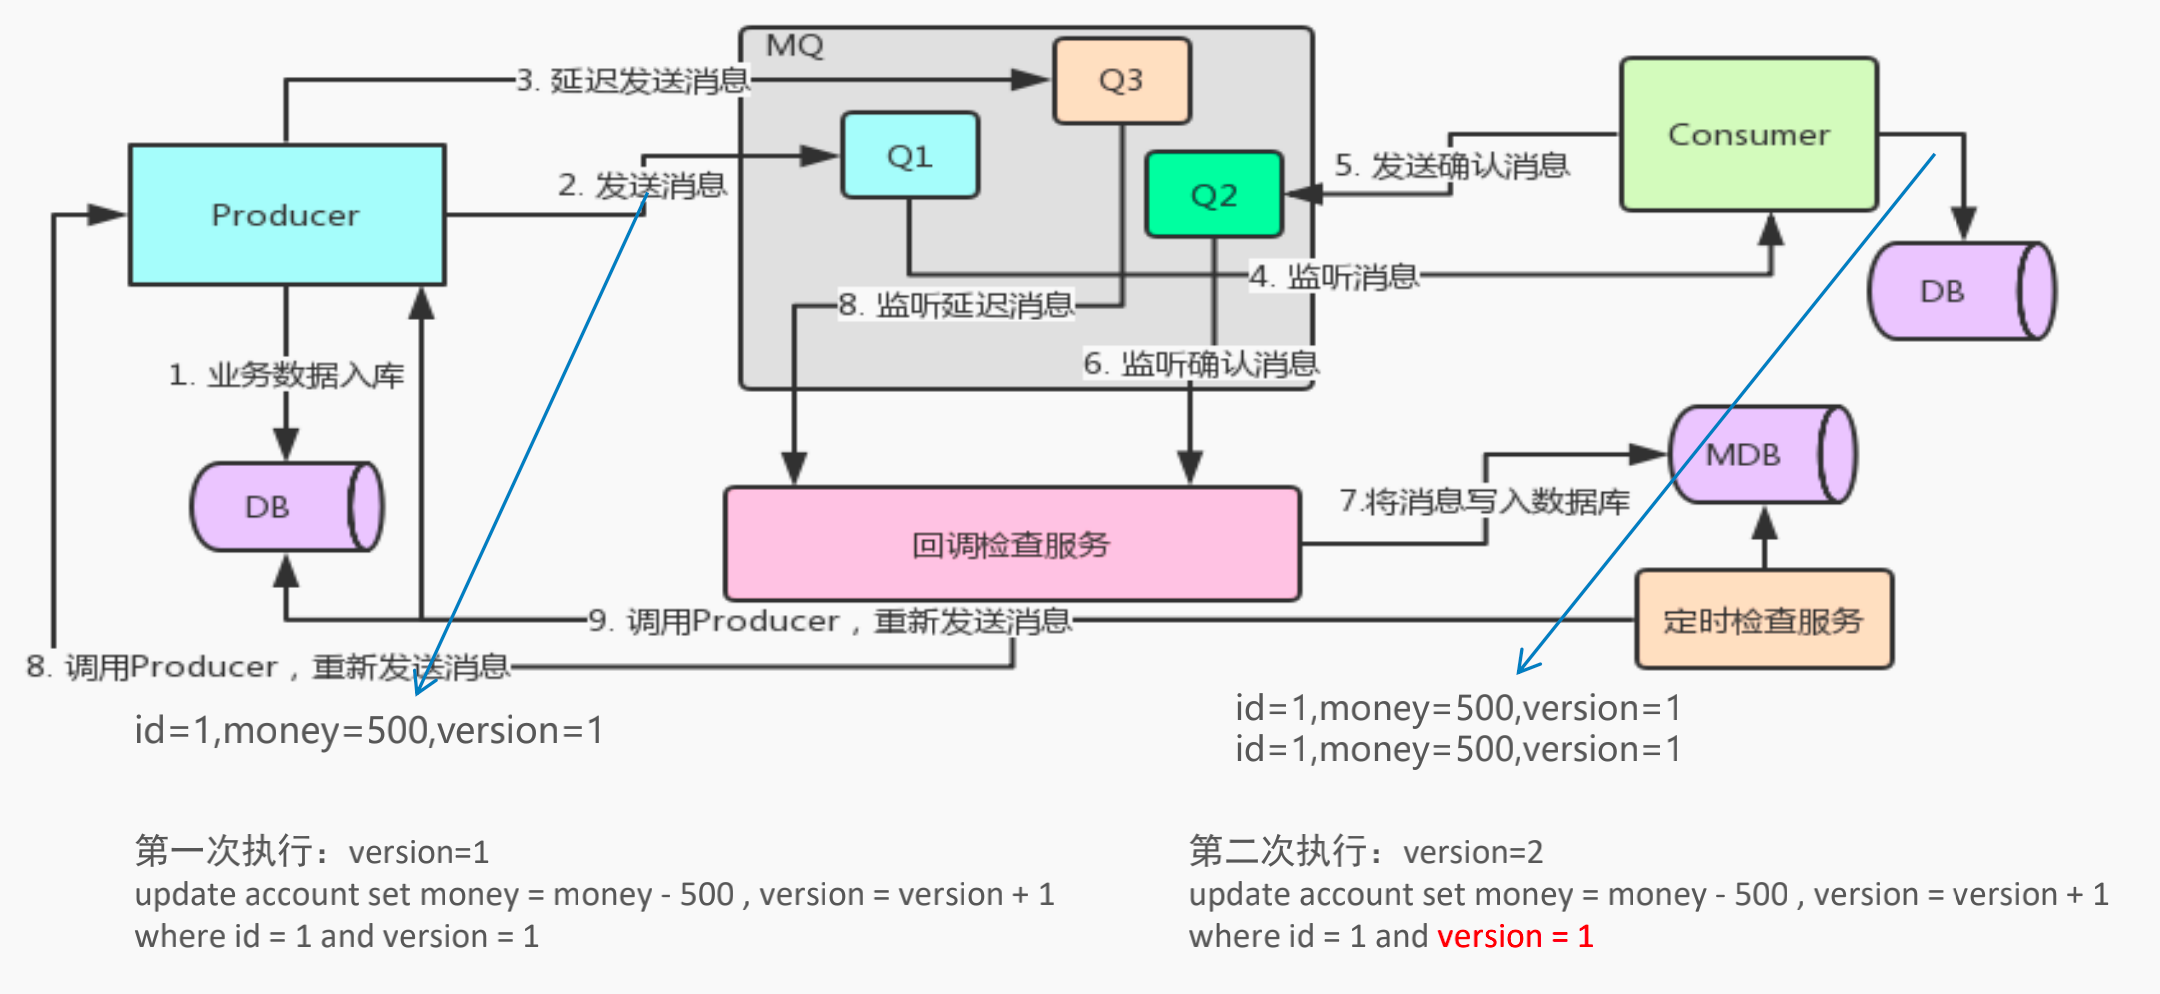 MQ
3. 延迟发送消息
Q3
Q1
Consumer
2. 发送消息
5. 发送确认消息
Q2
Producer
4. 监听消息
DB
8. 监听延迟消息
6. 监听确认消息
1. 业务数据入库
MDB
DB
7.将消息写入数据库
回调检查服务
9. 调用Producer，重新发送消息
定时检查服务
8. 调用Producer，重新发送消息
id=1,money=500,version=1
id=1,money=500,version=1
id=1,money=500,version=1
第一次执行：version=1
update account set money = money - 500 , version = version + 1
where id = 1 and version = 1
第二次执行：version=2
update account set money = money - 500 , version = version + 1
where id = 1 and version = 1